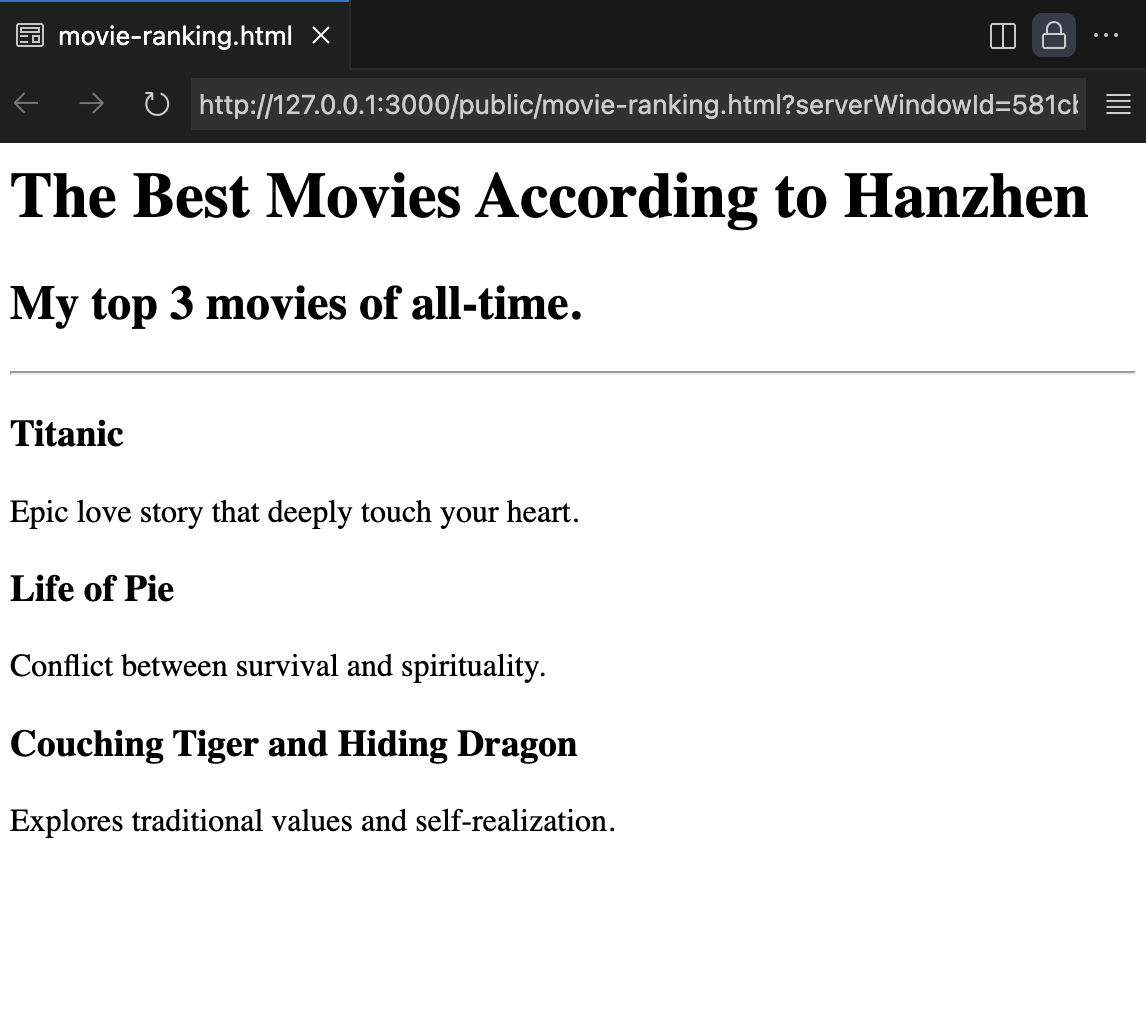 movie-ranking.html
http://127.0.0.1:3000/public/movie-ranking.html?serverWindowId=581c
The Best Movies According to Hanzhen
My top 3 movies of all-time.
Titanic
Epic love story that deeply touch your heart.
Life of Pie
Conflict between survival and spirituality.
Couching Tiger and Hiding Dragon
Explores traditional values and self-realization.